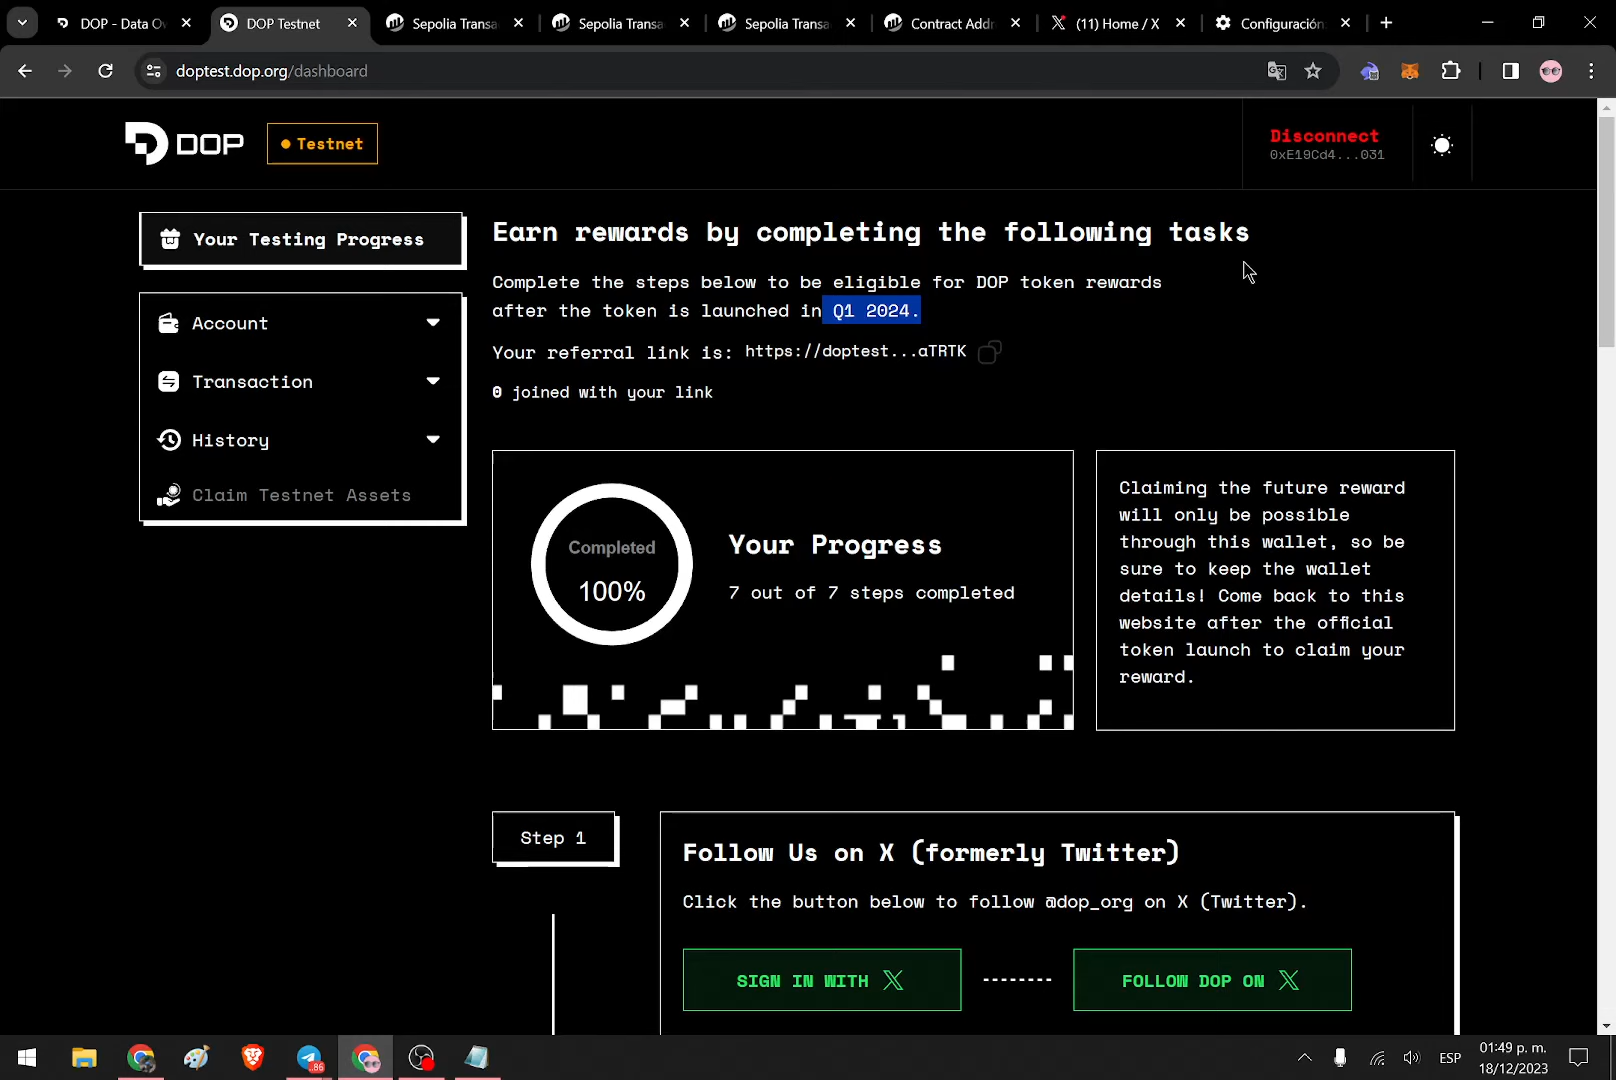 DOP - Data Ov
DOP Testnet
Sepolia Transa
Sepolia Transa
Sepolia Transa
Contract Addr
(11) Home / X
Configuración
doptest.dop.org/dashboard
DOP
Testnet
Disconnect
0xE19Cd4...031
Your Testing Progress
Account
Transaction
History
Claim Testnet Assets
Earn rewards by completing the following tasks
Complete the steps below to be eligible for DOP token rewards
after the token is launched in Q1 2024.
Your referral link is: https://doptest...aTRTK
0 joined with your link
Completed
100%
Your Progress
7 out of 7 steps completed
Claiming the future reward
will only be possible
through this wallet, so be
sure to keep the wallet
details! Come back to this
website after the official
token launch to claim your
reward.
Step 1
Follow Us on X (formerly Twitter)
Click the button below to follow @dop_org on X (Twitter).
SIGN IN WITH X
FOLLOW DOP ON X
86
ESP
01:49 p. m.
18/12/2023